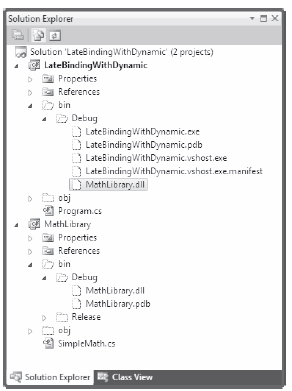 Solution Explorer
Solution 'LateBindingWithDynamic' (2 projects)
LateBindingWithDynamic
Properties
References
bin
Debug
LateBindingWithDynamic.exe
LateBindingWithDynamic.pdb
LateBindingWithDynamic.vshost.exe
LateBindingWithDynamic.vshost.exe.manifest
MathLibrary.dll
obj
Program.cs
MathLibrary
Properties
References
bin
Debug
MathLibrary.dll
MathLibrary.pdb
Release
obj
SimpleMath.cs
Solution Explorer Class View